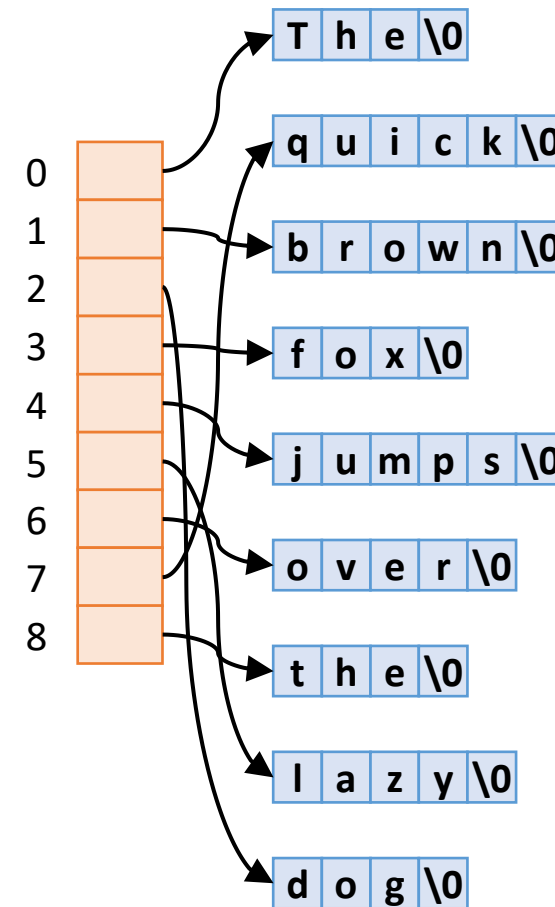 T h e \0
q u i c k \0
0
1
b r o w n \0
2
3
f o x \0
4
j u m p s \0
5
6
o v e r \0
7
8
t h e \0
l a z y \0
d o g \0